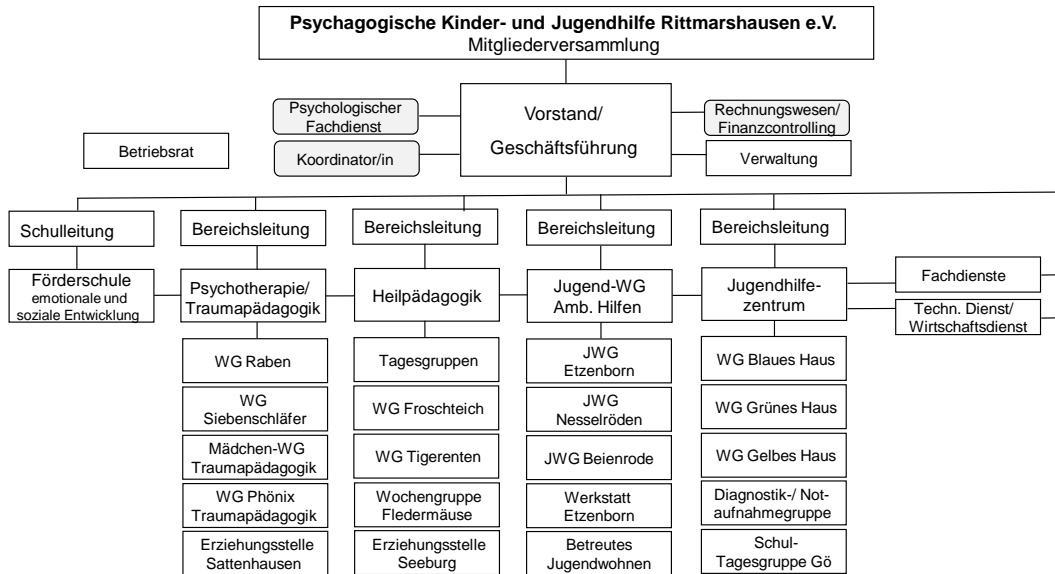 Psychagogische Kinder- und Jugendhilfe Rittmarshausen e.V.
Mitgliederversammlung
Psychologischer
Fachdienst
Koordinator/in
Vorstand/
Geschäftsführung
Rechnungswesen/
Finanzcontrolling
Verwaltung
Betriebsrat
Schulleitung
Bereichsleitung
Bereichsleitung
Bereichsleitung
Bereichsleitung
Förderschule
emotionale und
soziale Entwicklung
Psychotherapie/
Traumapädagogik
Heilpädagogik
Jugend-WG
Amb. Hilfen
Jugendhilfe-
zentrum
Fachdienste
Techn. Dienst/
Wirtschaftsdienst
WG Raben
WG
Siebenschläfer
Mädchen-WG
Traumapädagogik
WG Phönix
Traumapädagogik
Erziehungsstelle
Sattenhausen
Tagesgruppen
WG Froschteich
WG Tigerenten
Wochengruppe
Fledermäuse
Erziehungsstelle
Seeburg
JWG
Etzenborn
JWG
Nesselröden
JWG Beienrode
Werkstatt
Etzenborn
Betreutes
Jugendwohnen
WG Blaues Haus
WG Grünes Haus
WG Gelbes Haus
Diagnostik-/ Not-
aufnahmegruppe
Schul-
Tagesgruppe Gö